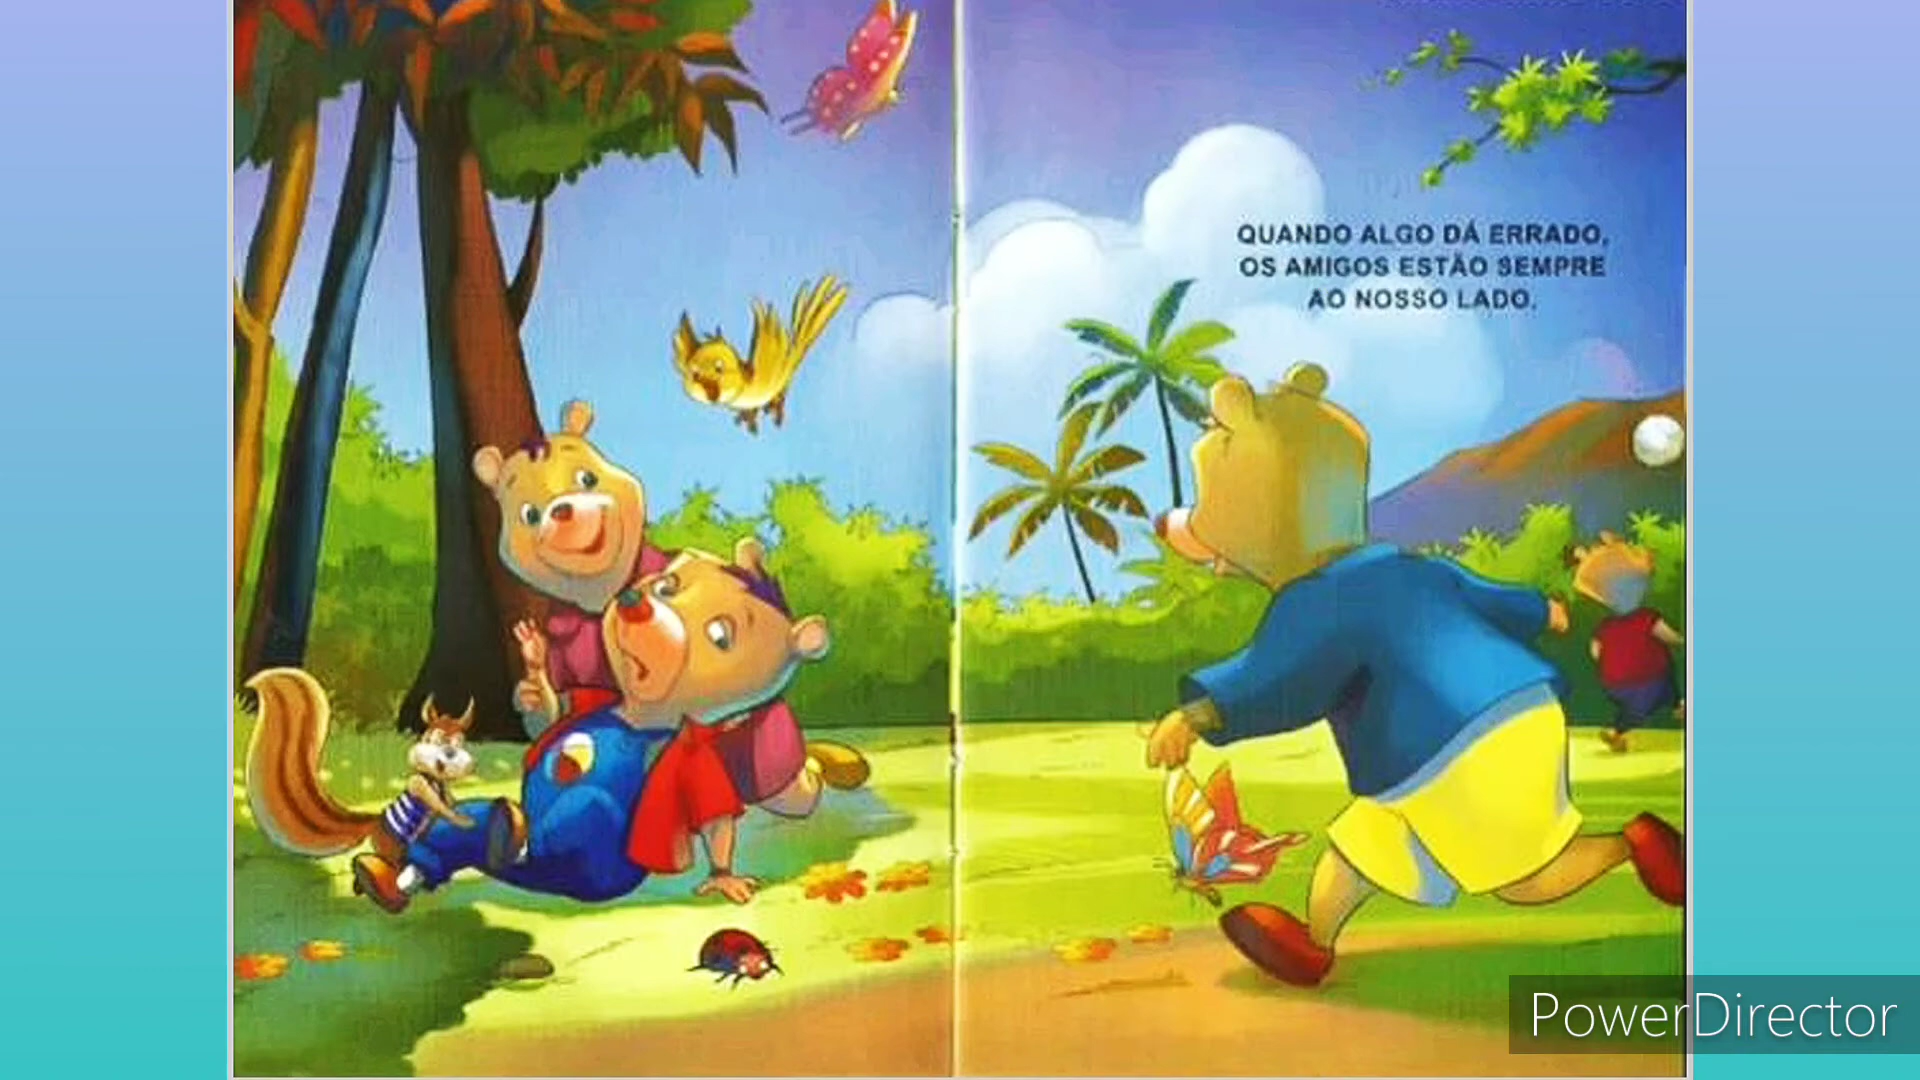 QUANDO ALGO DÁ ERRADO,
OS AMIGOS ESTÃO SEMPRE
AO NOSSO LADO.
PowerDirector